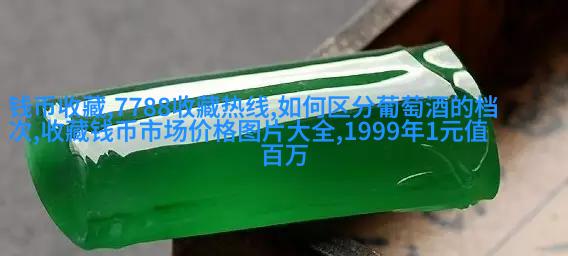 钱币收藏,7788收藏热线,如何区分葡萄酒的档
次,收藏钱币市场价格图片大全,1999年1元值
百万